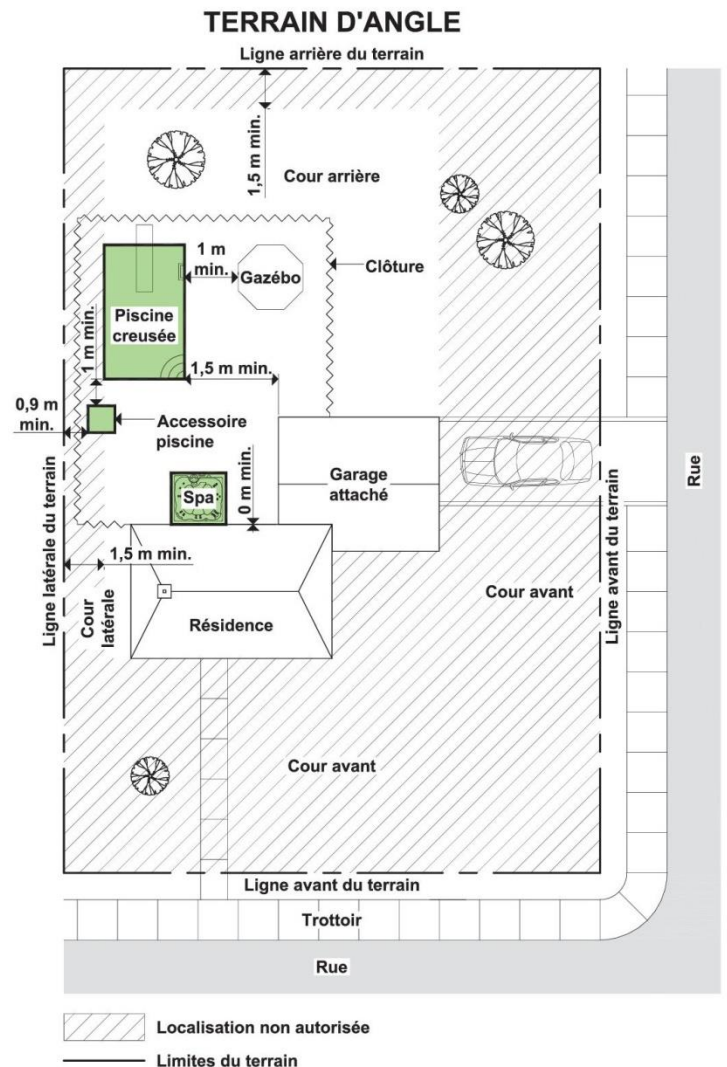 TERRAIN D'ANGLE
Ligne arrière du terrain
1,5 m min.
Cour arrière
1 m
min.
Gazébo
Clôture
Piscine
creusée
1 m min.
1,5 m min.
0,9 m
min.
Accessoire
piscine
Garage
attaché
Rue
Spa
0 m min.
Ligne latérale du terrain
1,5 m min.
Cour
latérale
Résidence
Cour avant
Ligne avant du terrain
Cour avant
Ligne avant du terrain
Trottoir
Rue
Localisation non autorisée
Limites du terrain